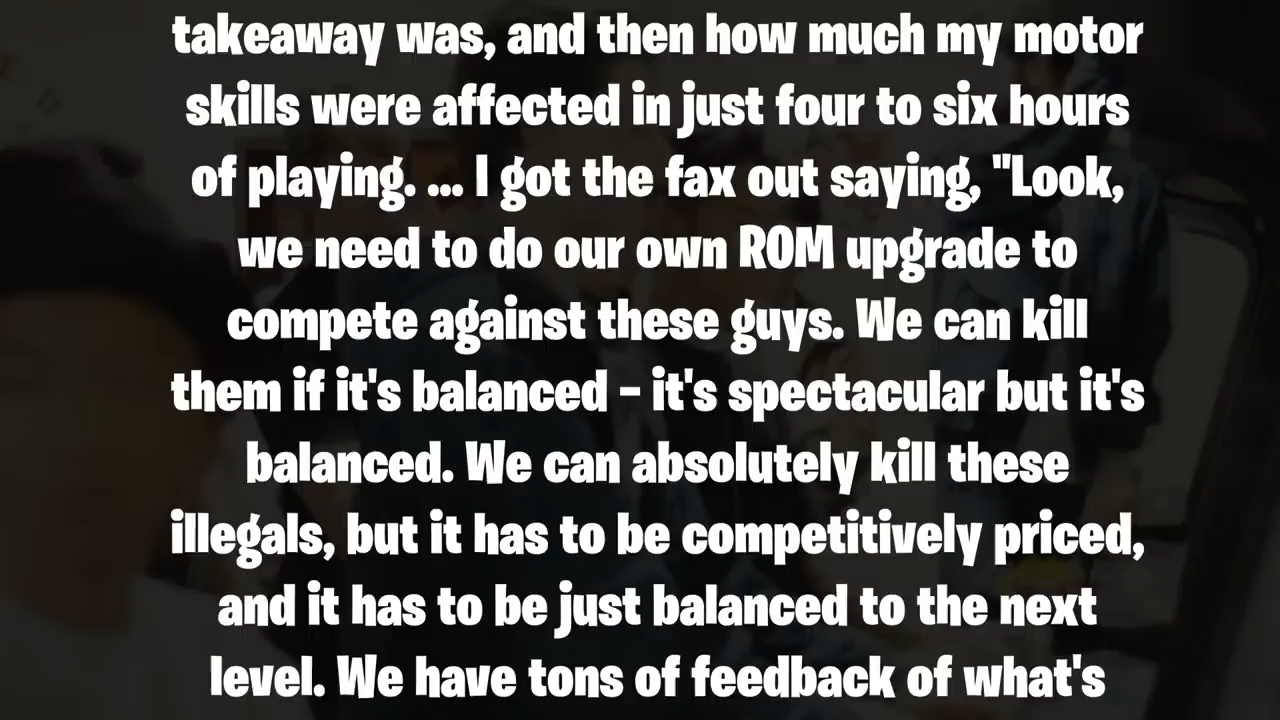 takeaway was, and then how much my motor
skills were affected in just four to six hours
of playing. ... I got the fax out saying, "Look,
we need to do our own ROM upgrade to
compete against these guys. We can kill
them if it's balanced – it's spectacular but it's
balanced. We can absolutely kill these
illegals, but it has to be competitively priced,
and it has to be just balanced to the next
level. We have tons of feedback of what's